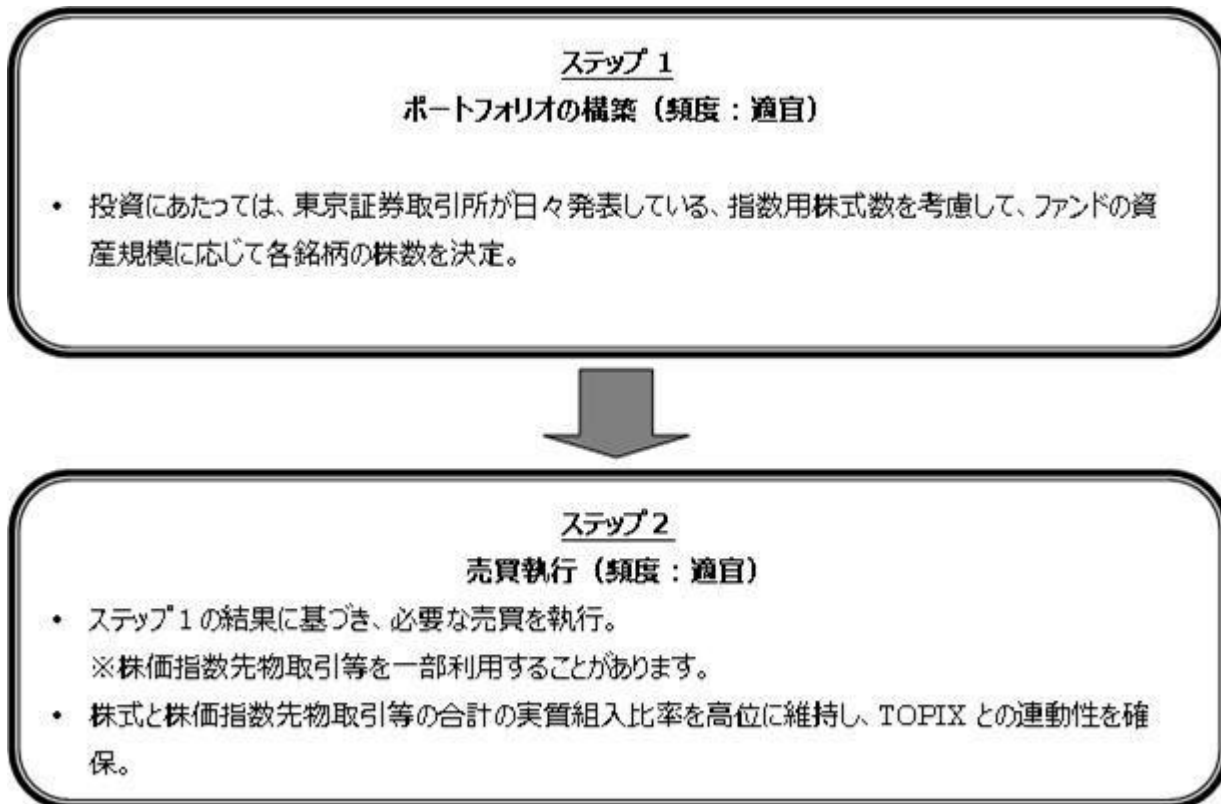 ステップ 1
ポートフォリオの構築（頻度：適宜）
• 投資にあたっては、東京証券取引所が日々発表している、指数用株式数を考慮して、ファンドの資
産規模に応じて各銘柄の株数を決定。
ステップ 2
売買執行（頻度：適宜）
• ステップ 1 の結果に基づき、必要な売買を執行。
※株価指数先物取引等を一部利用することがあります。
• 株式と株価指数先物取引等の合計の実質組入比率を高位に維持し、TOPIX との連動性を確
保。